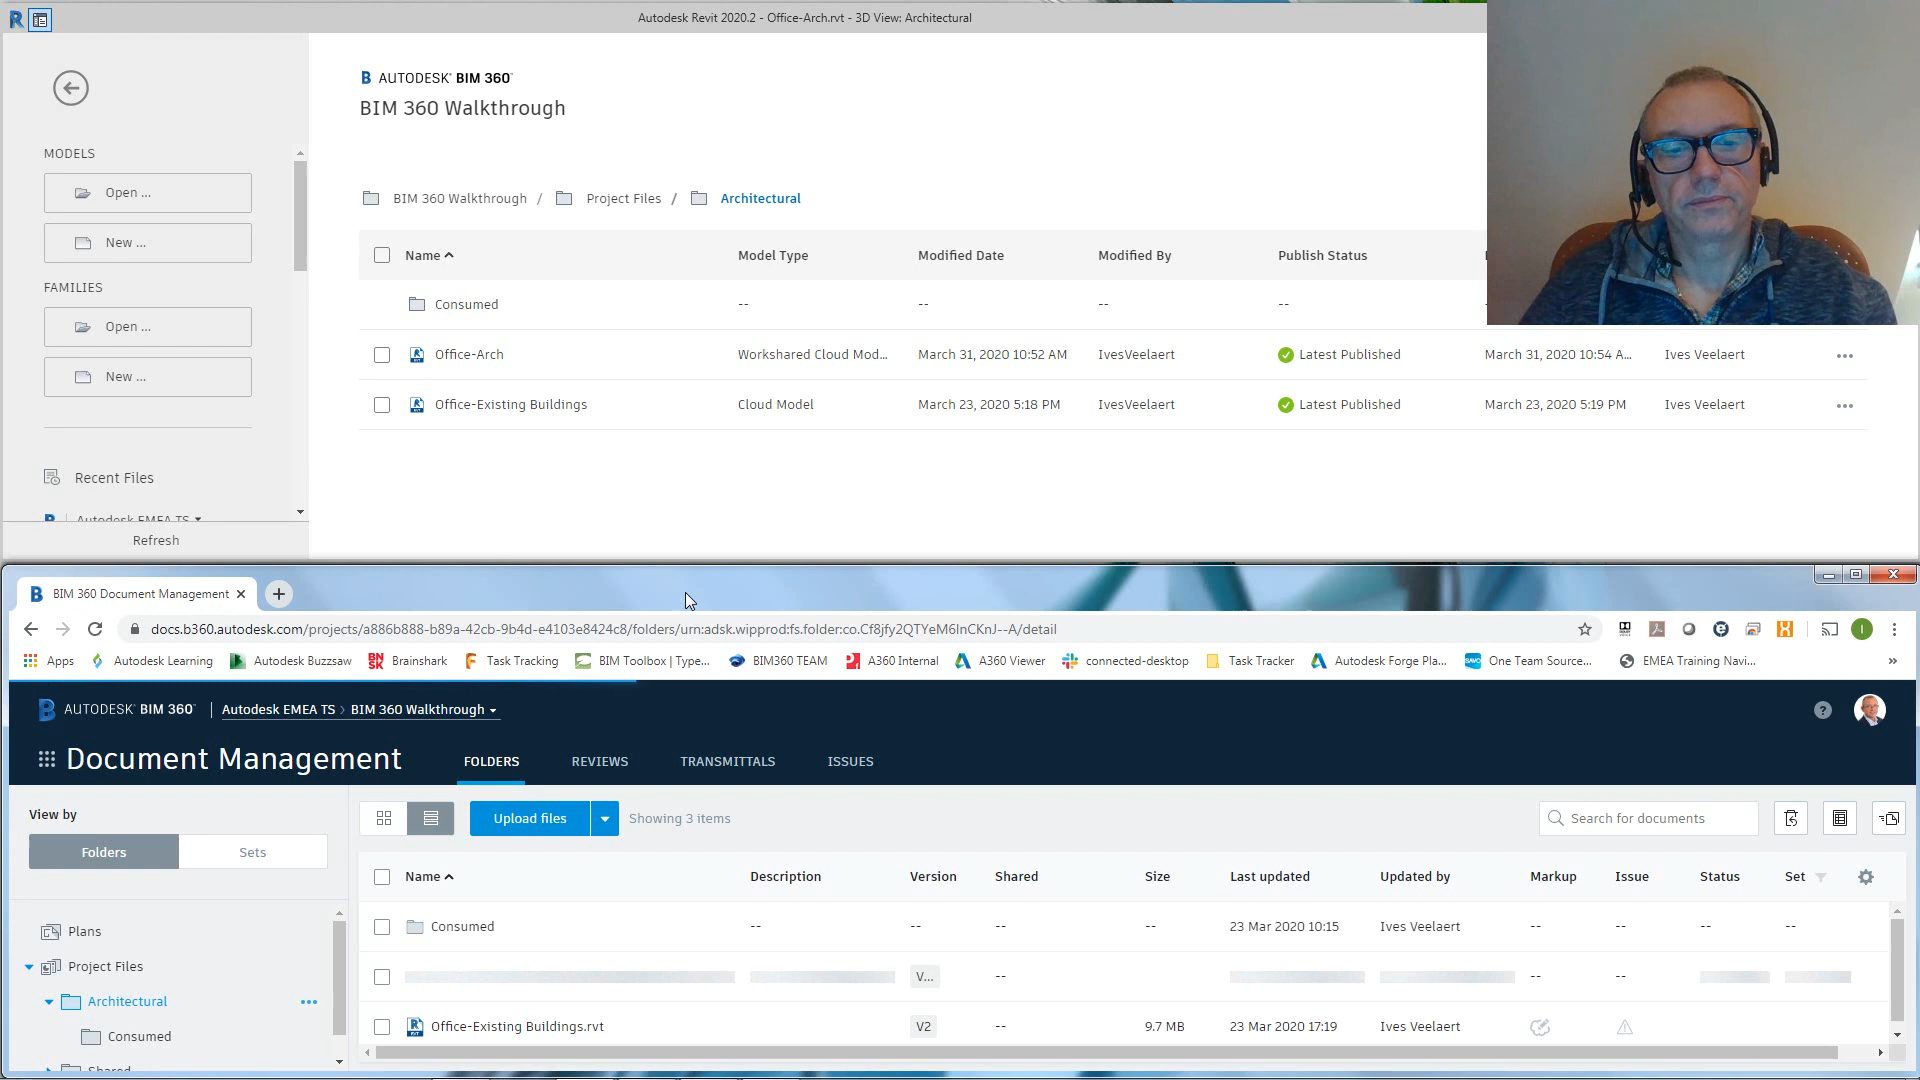 Autodesk Revit 2020.2 - Office-Arch.rvt - 3D View: Architectural
AUTODESK® BIM 360™
BIM 360 Walkthrough
MODELS
Open ...
New ...
FAMILIES
Open ...
New ...
Recent Files
Autodesk EMEA TS
Refresh
BIM 360 Walkthrough / Project Files / Architectural
Name Model Type Modified Date Modified By Publish Status
Consumed -- -- -- --
Office-Arch Workshared Cloud Mod... March 31, 2020 10:52 AM IvesVeelaert Latest Published March 31, 2020 10:54 A... Ives Veelaert
Office-Existing Buildings Cloud Model March 23, 2020 5:18 PM IvesVeelaert Latest Published March 23, 2020 5:19 PM Ives Veelaert
BIM 360 Document Management
docs.b360.autodesk.com/projects/a886b888-b89a-42cb-9b4d-e4103e8424c8/folders/urn:adsk.wipprod:fs.folder:co.Cf8jfy2QTYeM6lnCKnJ--A/detail
Apps Autodesk Learning Autodesk Buzzsaw Brainshark Task Tracking BIM Toolbox | Type... BIM360 TEAM A360 Internal A360 Viewer connected-desktop Task Tracker Autodesk Forge Pla... One Team Source... EMEA Training Navi... »
AUTODESK® BIM 360® Autodesk EMEA TS > BIM 360 Walkthrough
Document Management FOLDERS REVIEWS TRANSMITTALS ISSUES
View by
Folders Sets
Plans
Project Files
Architectural
Consumed
Shared
Upload files Showing 3 items Search for documents
Name Description Version Shared Size Last updated Updated by Markup Issue Status Set
Consumed -- -- -- -- 23 Mar 2020 10:15 Ives Veelaert -- -- -- --
V... -- -- --
Office-Existing Buildings.rvt V2 -- 9.7 MB 23 Mar 2020 17:19 Ives Veelaert